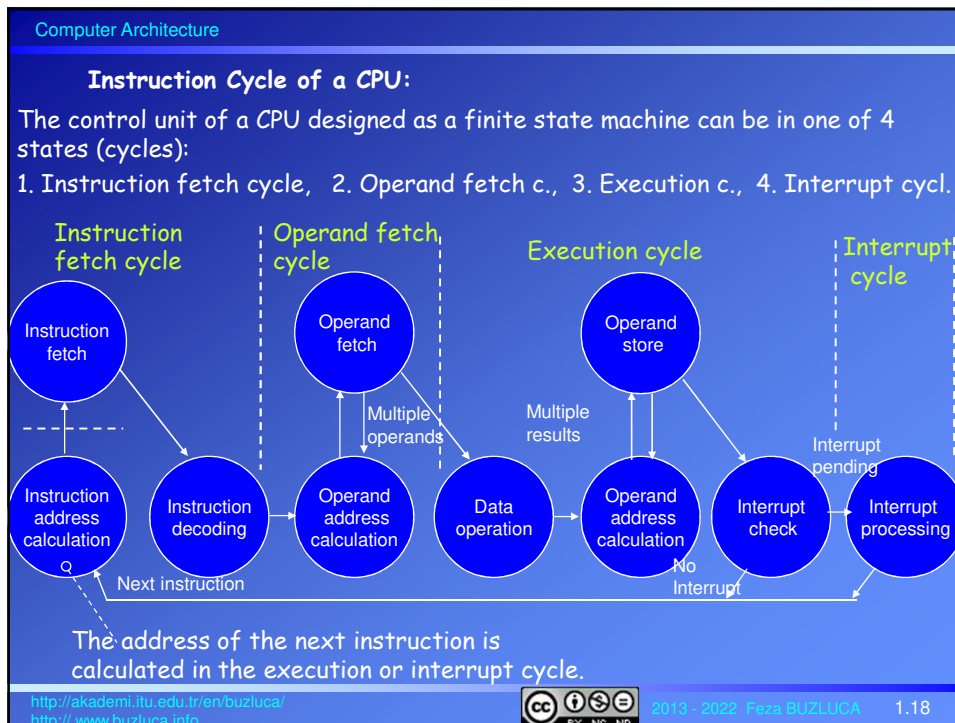 Computer Architecture
Instruction Cycle of a CPU:
The control unit of a CPU designed as a finite state machine can be in one of 4
states (cycles):
1. Instruction fetch cycle, 2. Operand fetch c., 3. Execution c., 4. Interrupt cycl.
Instruction
fetch cycle
Operand fetch
cycle
Execution cycle
Interrupt
cycle
Instruction
fetch
Operand
fetch
Operand
store
Multiple
operands
Multiple
results
Interrupt
pending
Instruction
address
calculation
Instruction
decoding
Operand
address
calculation
Data
operation
Operand
address
calculation
Interrupt
check
Interrupt
processing
No
Interrupt
Next instruction
The address of the next instruction is
calculated in the execution or interrupt cycle.
http://akademi.itu.edu.tr/en/buzluca/
http:// www.buzluca.info
cc
BY NC ND
2013 - 2022 Feza BUZLUCA
1.18